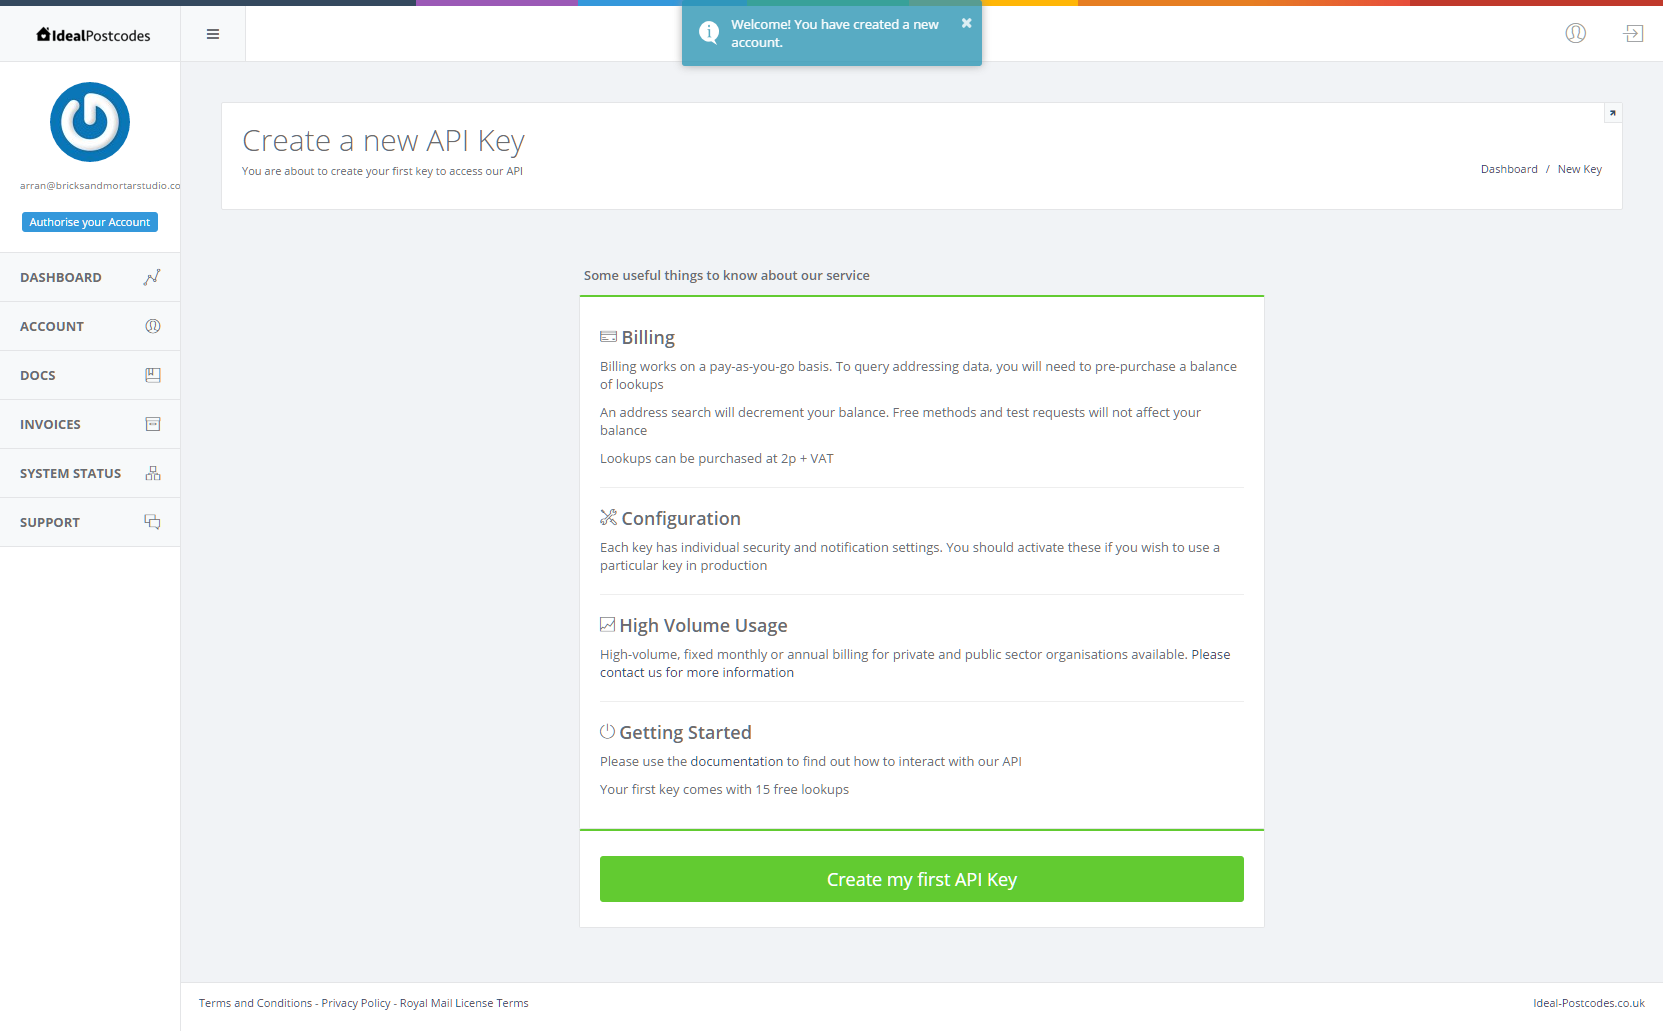 IdealPostcodes
Welcome! You have created a new
account.
arran@bricksandmortarstudio.co
Authorise your Account
DASHBOARD
ACCOUNT
DOCS
INVOICES
SYSTEM STATUS
SUPPORT
Create a new API Key
You are about to create your first key to access our API
Dashboard / New Key
Some useful things to know about our service
Billing
Billing works on a pay-as-you-go basis. To query addressing data, you will need to pre-purchase a balance
of lookups
An address search will decrement your balance. Free methods and test requests will not affect your
balance
Lookups can be purchased at 2p + VAT
Configuration
Each key has individual security and notification settings. You should activate these if you wish to use a
particular key in production
High Volume Usage
High-volume, fixed monthly or annual billing for private and public sector organisations available. Please
contact us for more information
Getting Started
Please use the documentation to find out how to interact with our API
Your first key comes with 15 free lookups
Create my first API Key
Terms and Conditions - Privacy Policy - Royal Mail License Terms
Ideal-Postcodes.co.uk